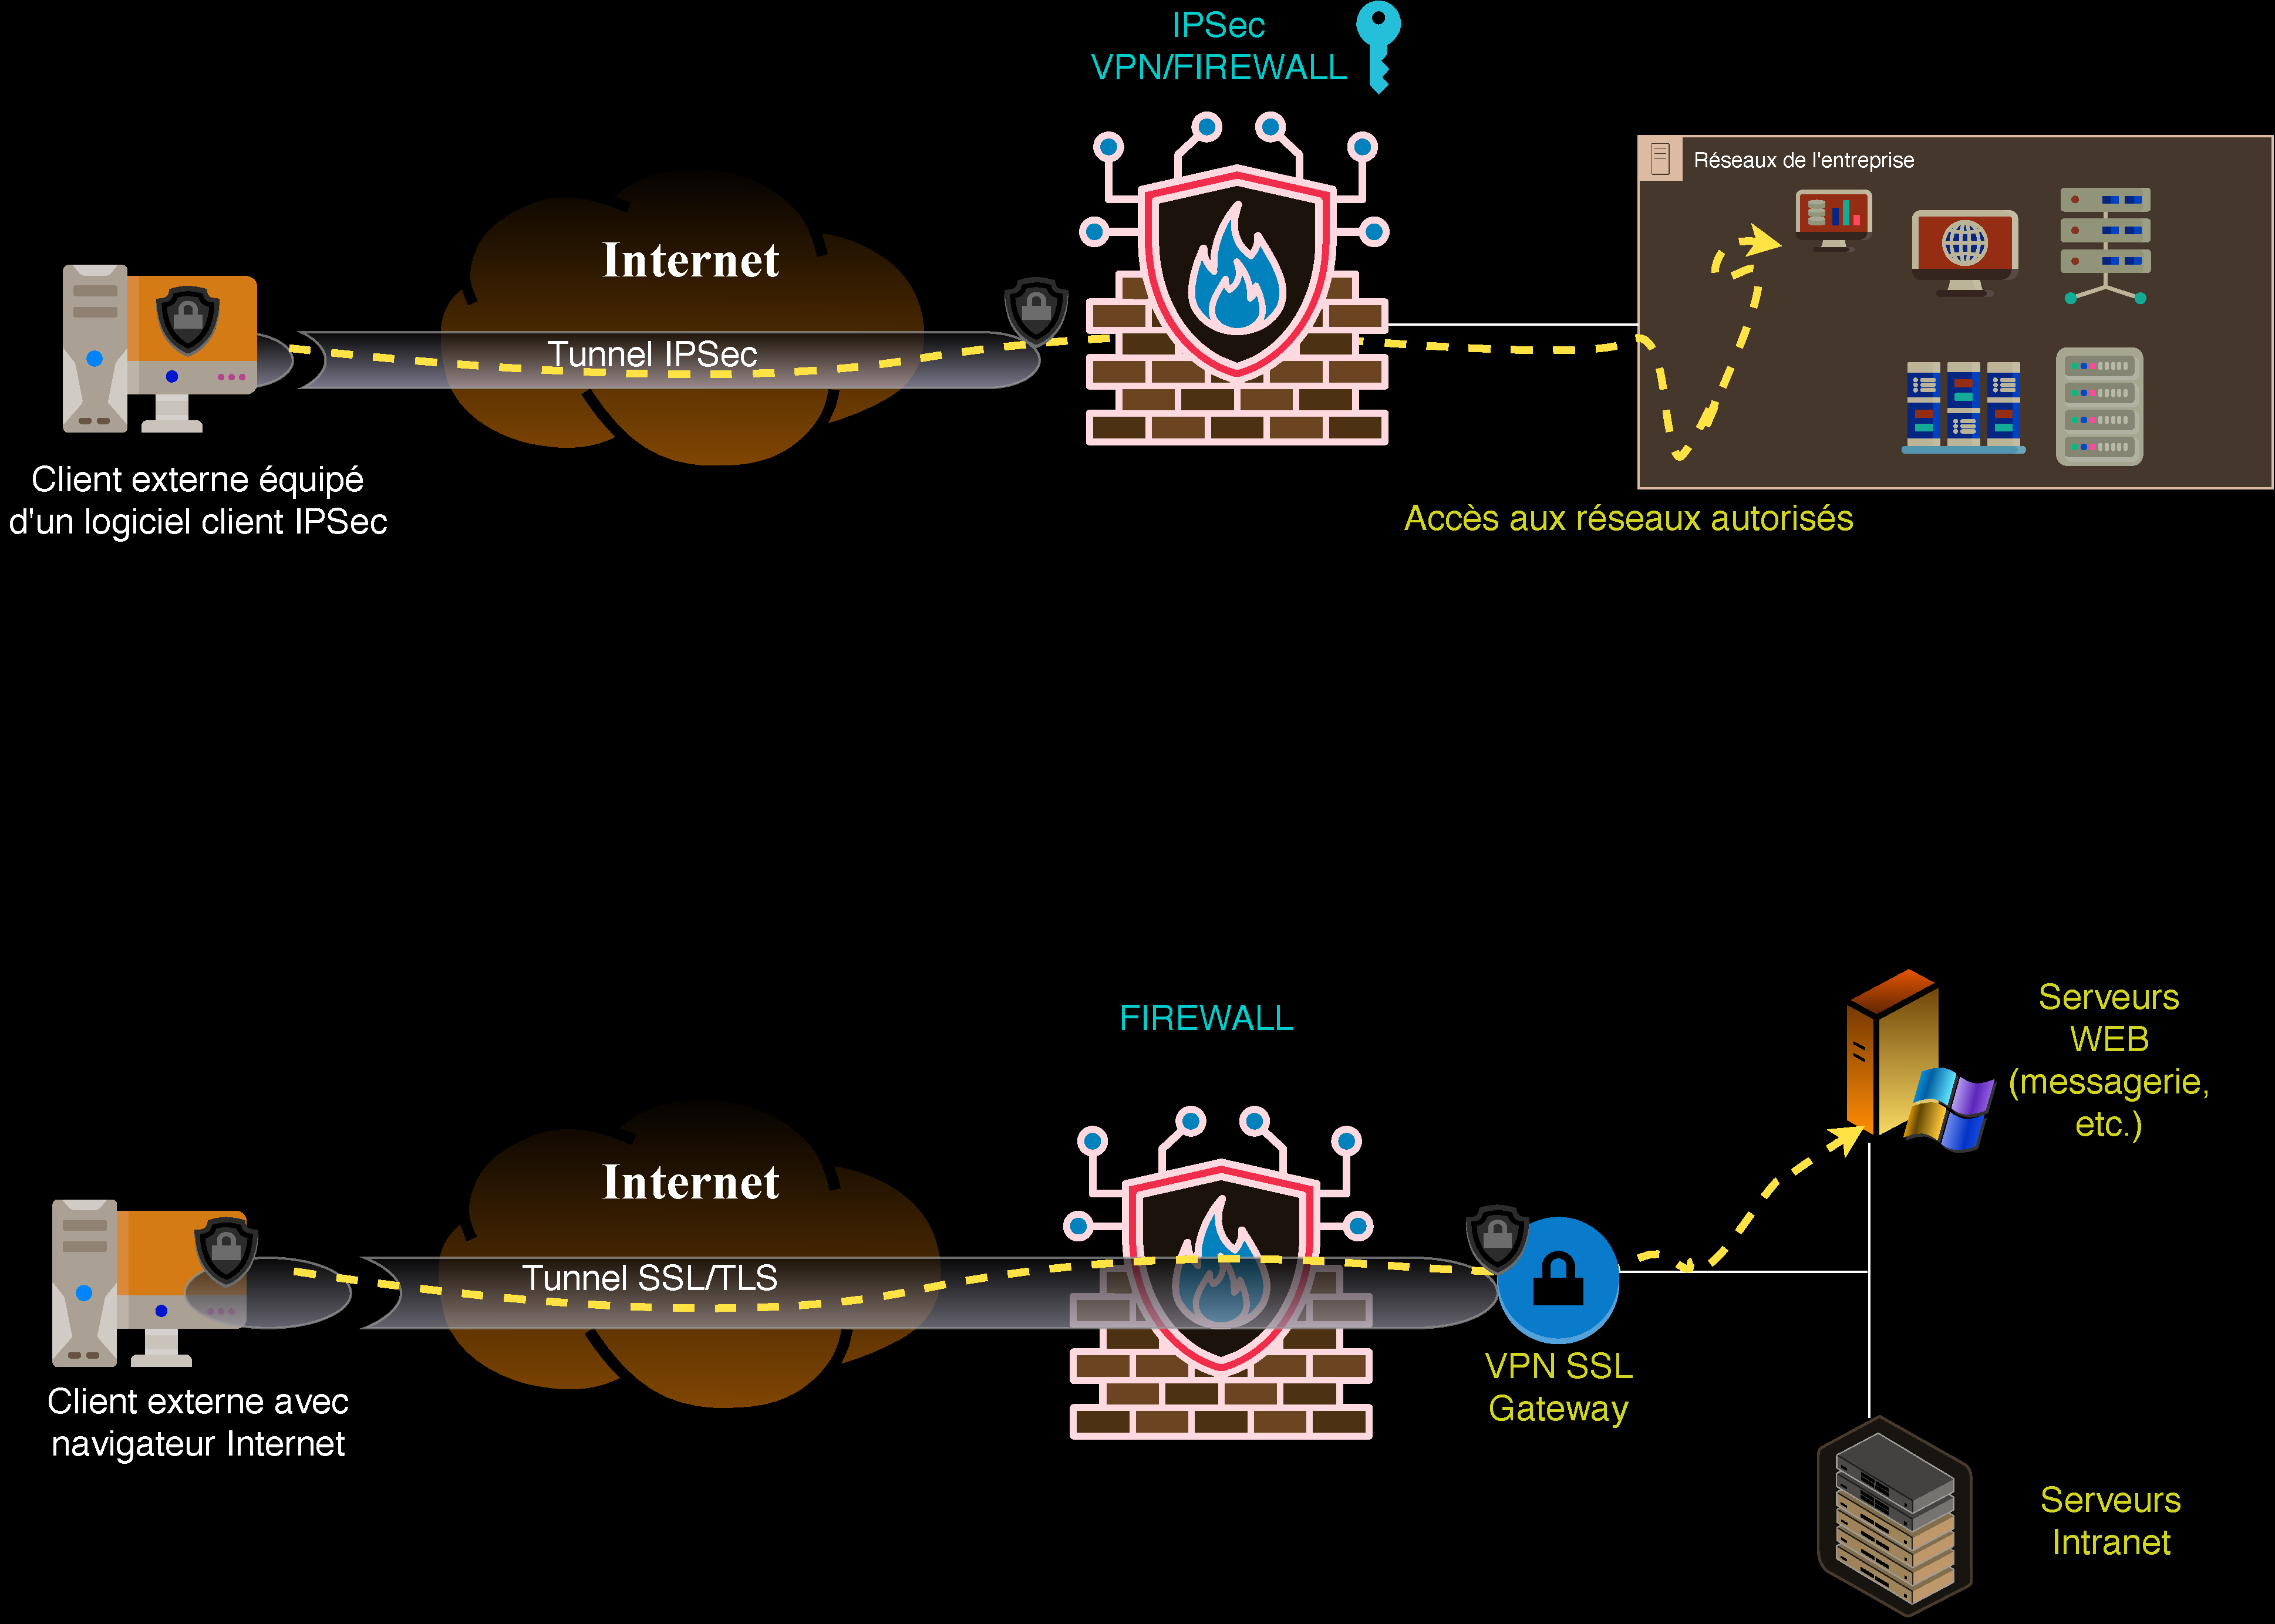 IPSec
VPN/FIREWALL
Réseaux de l'entreprise
Internet
Tunnel IPSec
Client externe équipé
d'un logiciel client IPSec
Accès aux réseaux autorisés
FIREWALL
Serveurs
WEB
(messagerie,
etc.)
Internet
Tunnel SSL/TLS
VPN SSL
Gateway
Client externe avec
navigateur Internet
Serveurs
Intranet